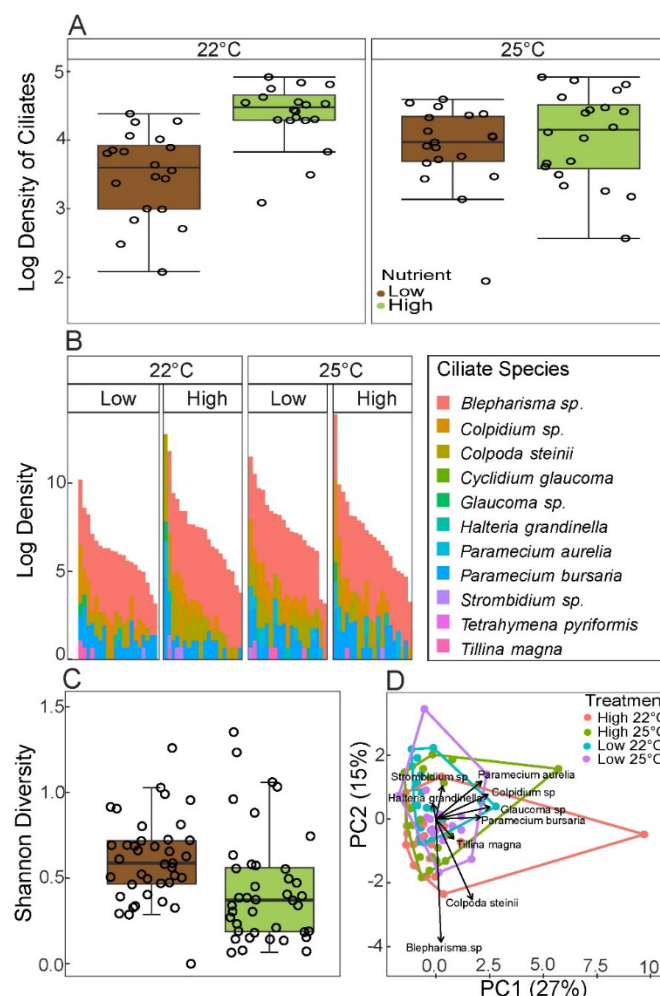 A
22°C
25°C
Log Density of Ciliates
5
4
3
2
Nutrient
Low
High
B
22°C
25°C
Low
High
Low
High
Log Density
10
5
0
Ciliate Species
Blepharisma sp.
Colpidium sp.
Colpoda steinii
Cyclidium glaucoma
Glaucoma sp.
Halteria grandinella
Paramecium aurelia
Paramecium bursaria
Strombidium sp.
Tetrahymena pyriformis
Tillina magna
C
Shannon Diversity
1.5
1.0
0.5
0.0
D
Treatment
High 22°C
High 25°C
Low 22°C
Low 25°C
PC2 (15%)
2
0
-2
-4
Strombidium sp
Paramecium aurelia
Colpidium sp
Halteria grandinella
Glaucoma sp
Paramecium bursaria
Tillina magna
Colpoda steinii
Blepharisma.sp
0.0
2.5
5
7.5
10
PC1 (27%)